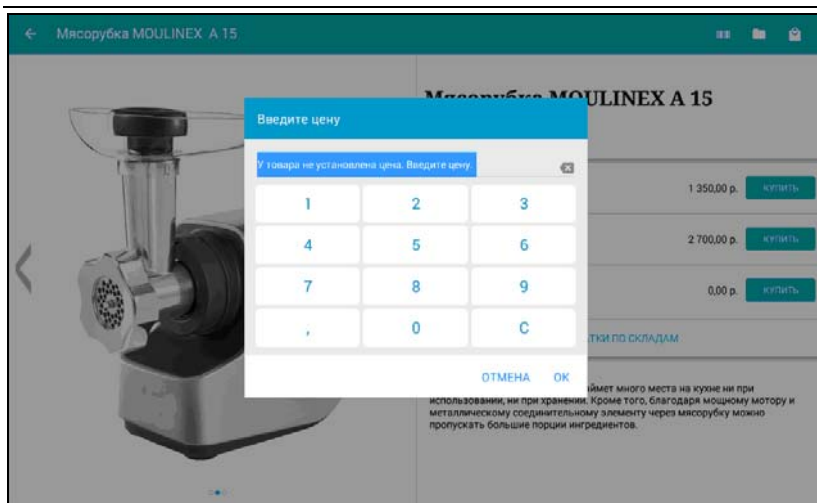 Мясорубка MOULINEX A 15
MOULINEX A 15
Введите цену
У товара не установлена цена. Введите цену.
1 2 3
4 5 6
7 8 9
, 0 C
ОТМЕНА ОК
1 350,00 р. КУПИТЬ
2 700,00 р. КУПИТЬ
0,00 р. КУПИТЬ
ТКИ ПО СКЛАДАМ
ймет много места на кухне ни при
использовании, ни при хранении. Кроме того, благодаря мощному мотору и
металлическому соединительному элементу через мясорубку можно
пропускать большие порции ингредиентов.